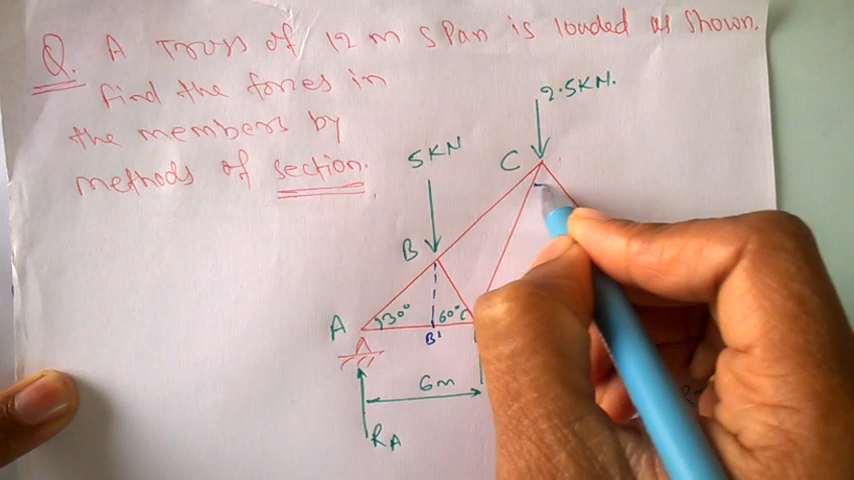 Q. A Truss of 12 m span is loaded as shown.
find the forces in
the members by
methods of section.
2.5KN.
5KN
C
B
A
30°
60°
B'
6m
RA